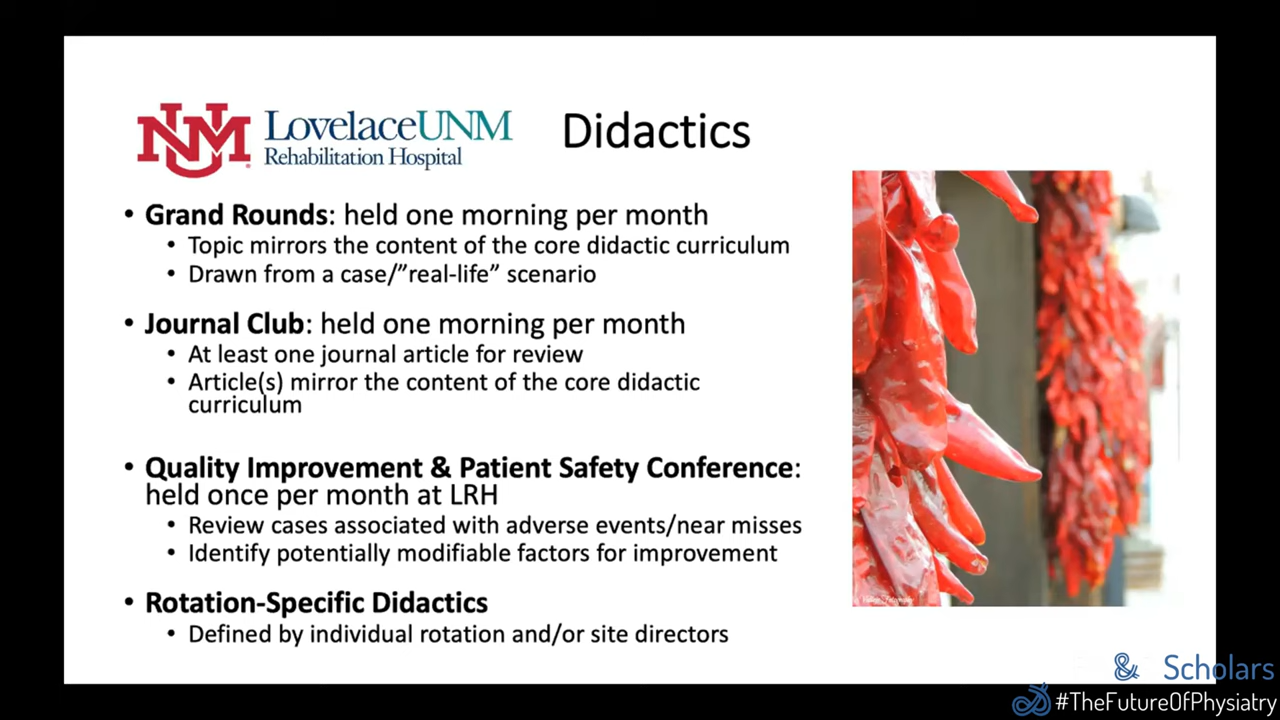 UNM
LovelaceUNM
Rehabilitation Hospital
Didactics
• Grand Rounds: held one morning per month
• Topic mirrors the content of the core didactic curriculum
• Drawn from a case/”real-life” scenario
• Journal Club: held one morning per month
• At least one journal article for review
• Article(s) mirror the content of the core didactic
curriculum
• Quality Improvement & Patient Safety Conference:
held once per month at LRH
• Review cases associated with adverse events/near misses
• Identify potentially modifiable factors for improvement
• Rotation-Specific Didactics
• Defined by individual rotation and/or site directors
& Scholars
#TheFutureOfPhysiatry